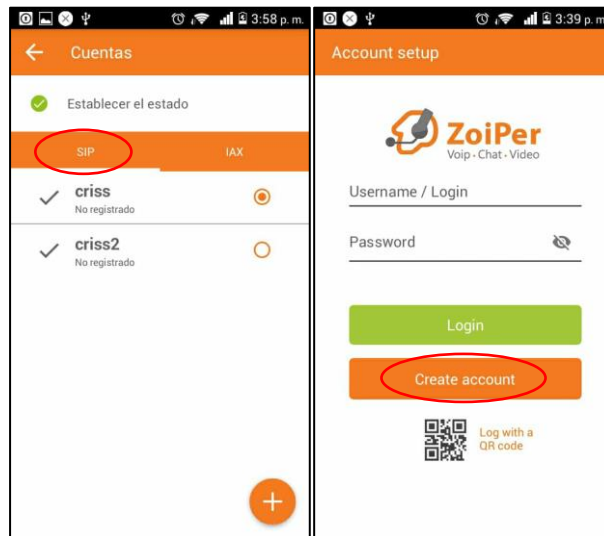 3:58 p. m.
Cuentas
Establecer el estado
SIP
IAX
criss
No registrado
criss2
No registrado
3:39 p. m
Account setup
ZoiPer
Voip · Chat · Video
Username / Login
Password
Login
Create account
Log with a
QR code